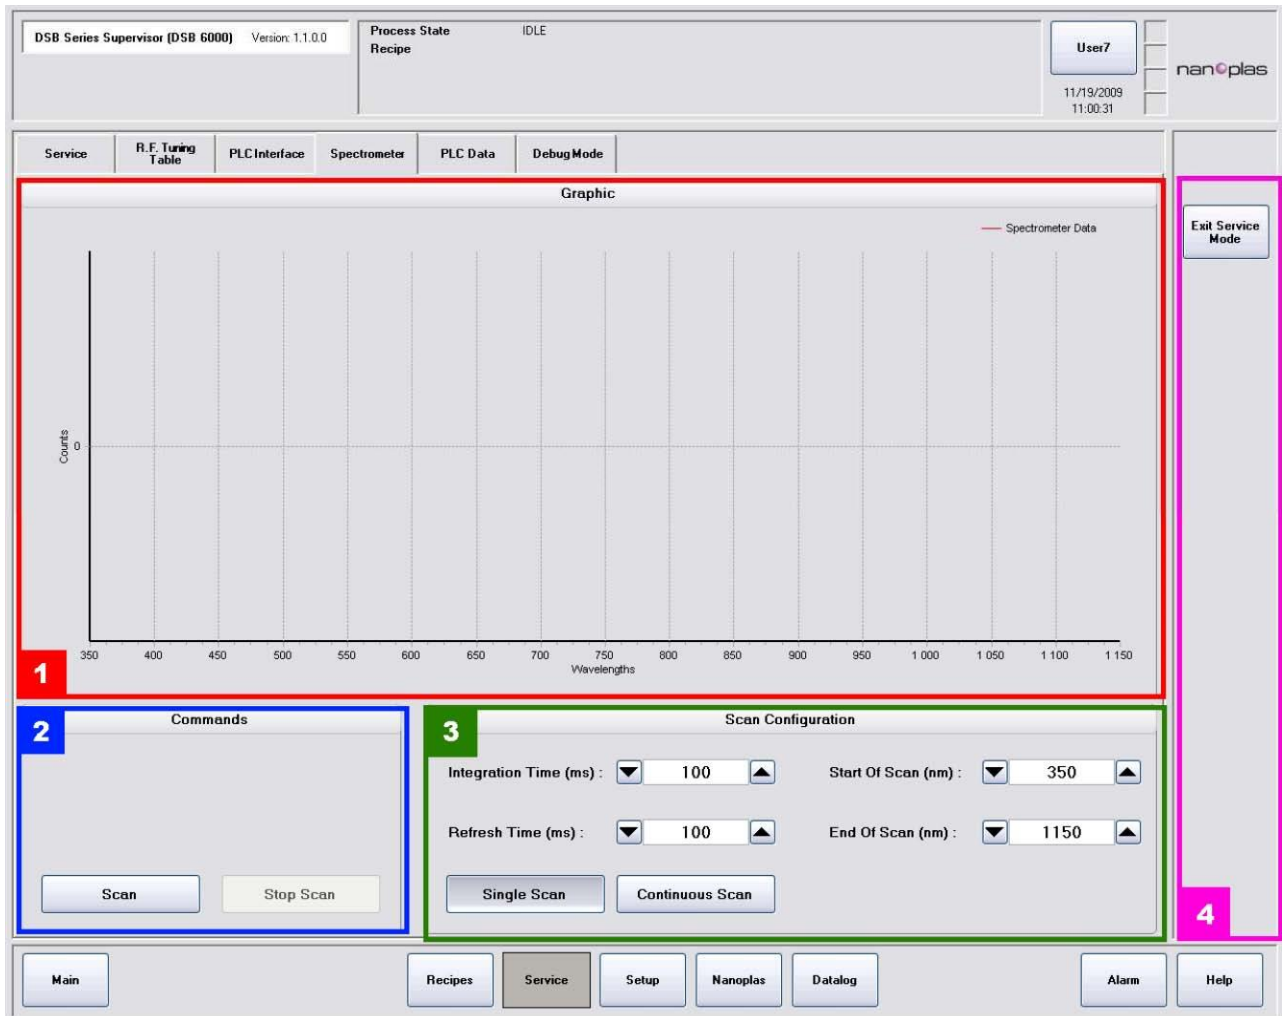 DSB Series Supervisor (DSB 6000) Version: 1.1.0.0
Process State IDLE
Recipe
User7
11/19/2009
11:00:31
nanoplas
Service
R.F. Tuning
Table
PLC Interface
Spectrometer
PLC Data
Debug Mode
Graphic
Spectrometer Data
Exit Service
Mode
Counts
0
350 400 450 500 550 600 650 700 750 800 850 900 950 1 000 1 050 1 100 1 150
Wavelengths
1
2
Commands
Scan
Stop Scan
3
Scan Configuration
Integration Time (ms) : 100 Start Of Scan (nm) : 350
Refresh Time (ms) : 100 End Of Scan (nm) : 1150
Single Scan
Continuous Scan
4
Main
Recipes
Service
Setup
Nanoplas
Datalog
Alarm
Help